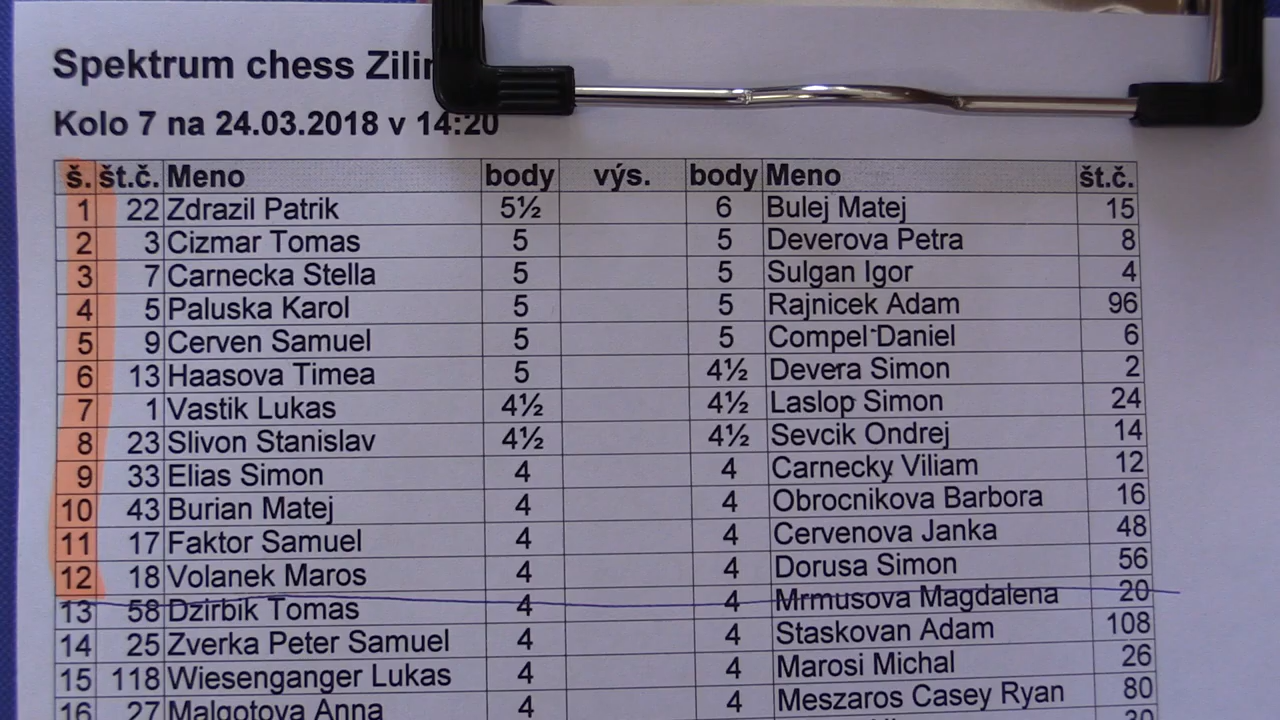 Spektrum chess Zilin
Kolo 7 na 24.03.2018 v 14:20
š. št.č. Meno body výs. body Meno št.č.
1 22 Zdrazil Patrik 5½ 6 Bulej Matej 15
2 3 Cizmar Tomas 5 5 Deverova Petra 8
3 7 Carnecka Stella 5 5 Sulgan Igor 4
4 5 Paluska Karol 5 5 Rajnicek Adam 96
5 9 Cerven Samuel 5 5 Compel Daniel 6
6 13 Haasova Timea 5 4½ Devera Simon 2
7 1 Vastik Lukas 4½ 4½ Laslop Simon 24
8 23 Slivon Stanislav 4½ 4½ Sevcik Ondrej 14
9 33 Elias Simon 4 4 Carnecky Viliam 12
10 43 Burian Matej 4 4 Obrocnikova Barbora 16
11 17 Faktor Samuel 4 4 Cervenova Janka 48
12 18 Volanek Maros 4 4 Dorusa Simon 56
13 58 Dzirbik Tomas 4 4 Mrmusova Magdalena 20
14 25 Zverka Peter Samuel 4 4 Staskovan Adam 108
15 118 Wiesenganger Lukas 4 4 Marosi Michal 26
16 27 Malgotova Anna 4 4 Meszaros Casey Ryan 80